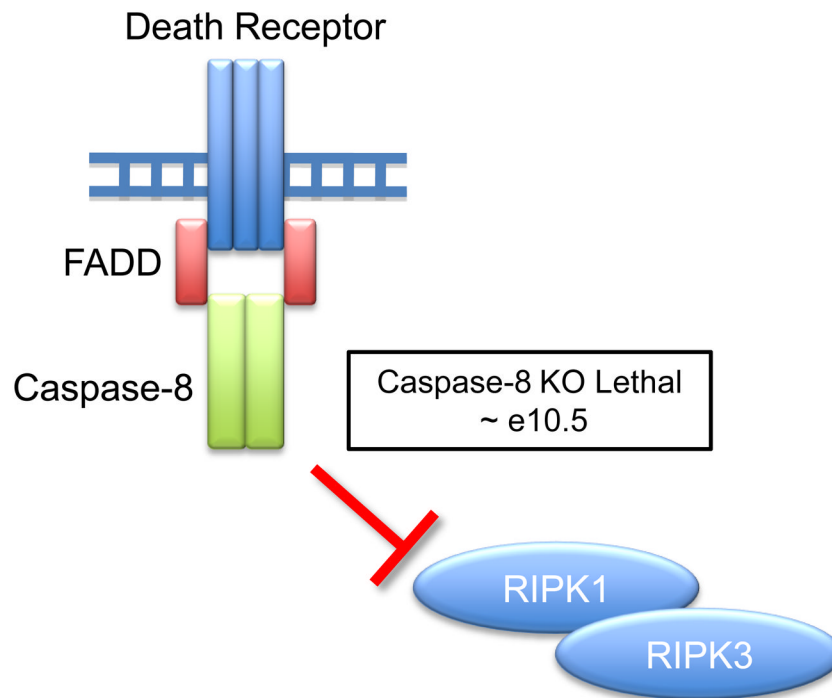 Death Receptor
FADD
Caspase-8
Caspase-8 KO Lethal
~ e10.5
RIPK1
RIPK3